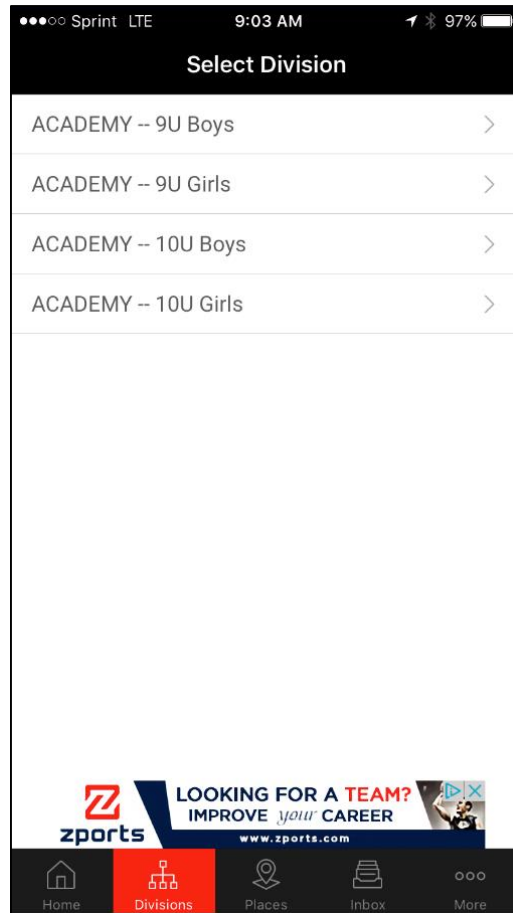 Sprint LTE 9:03 AM 97%
Select Division
ACADEMY -- 9U Boys
ACADEMY -- 9U Girls
ACADEMY -- 10U Boys
ACADEMY -- 10U Girls
LOOKING FOR A TEAM?
IMPROVE your CAREER
zports
www.zports.com
Home Divisions Places Inbox More